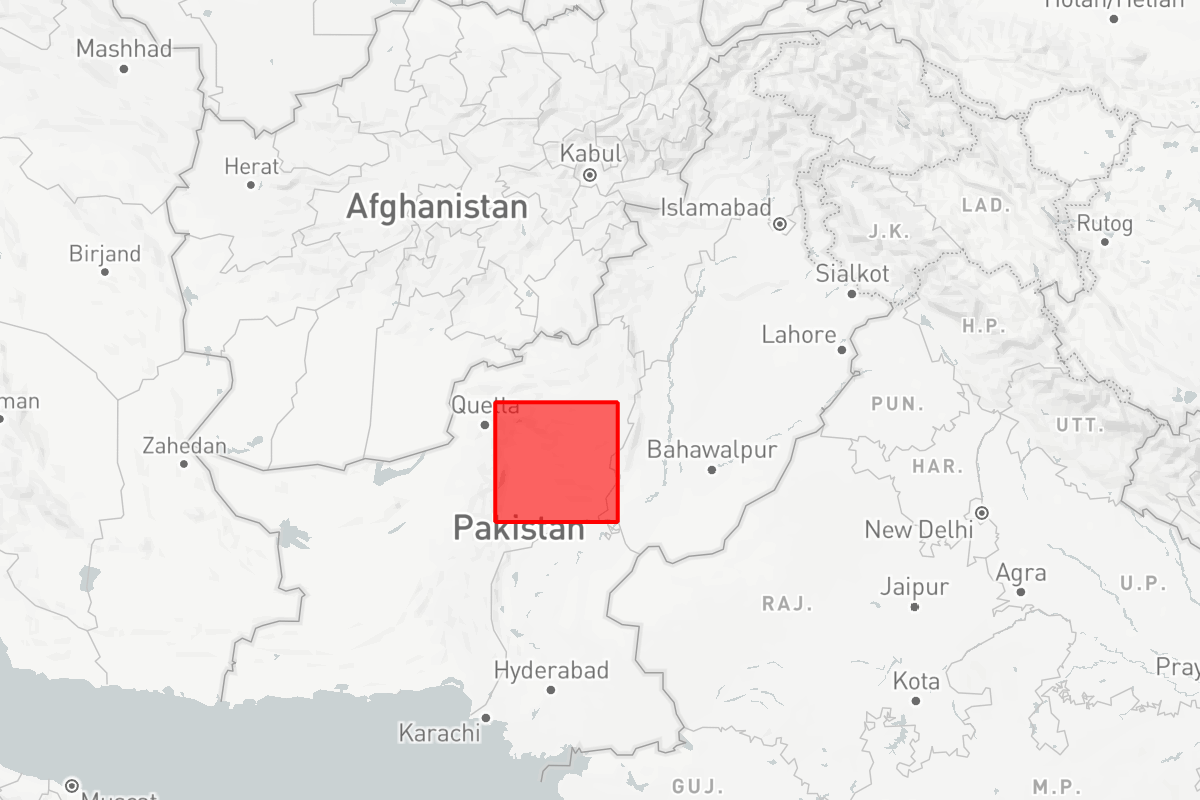 Hotan/Hetian
Mashhad
Kabul
Herat
Afghanistan
Islamabad
LAD.
Rutog
J.K.
Birjand
Sialkot
H.P.
Lahore
man
Quetta
PUN.
UTT.
Zahedan
Bahawalpur
HAR.
Pakistan
New Delhi
Agra
U.P.
Jaipur
RAJ.
Hyderabad
Pray
Kota
Karachi
GUJ.
M.P.
Muscat